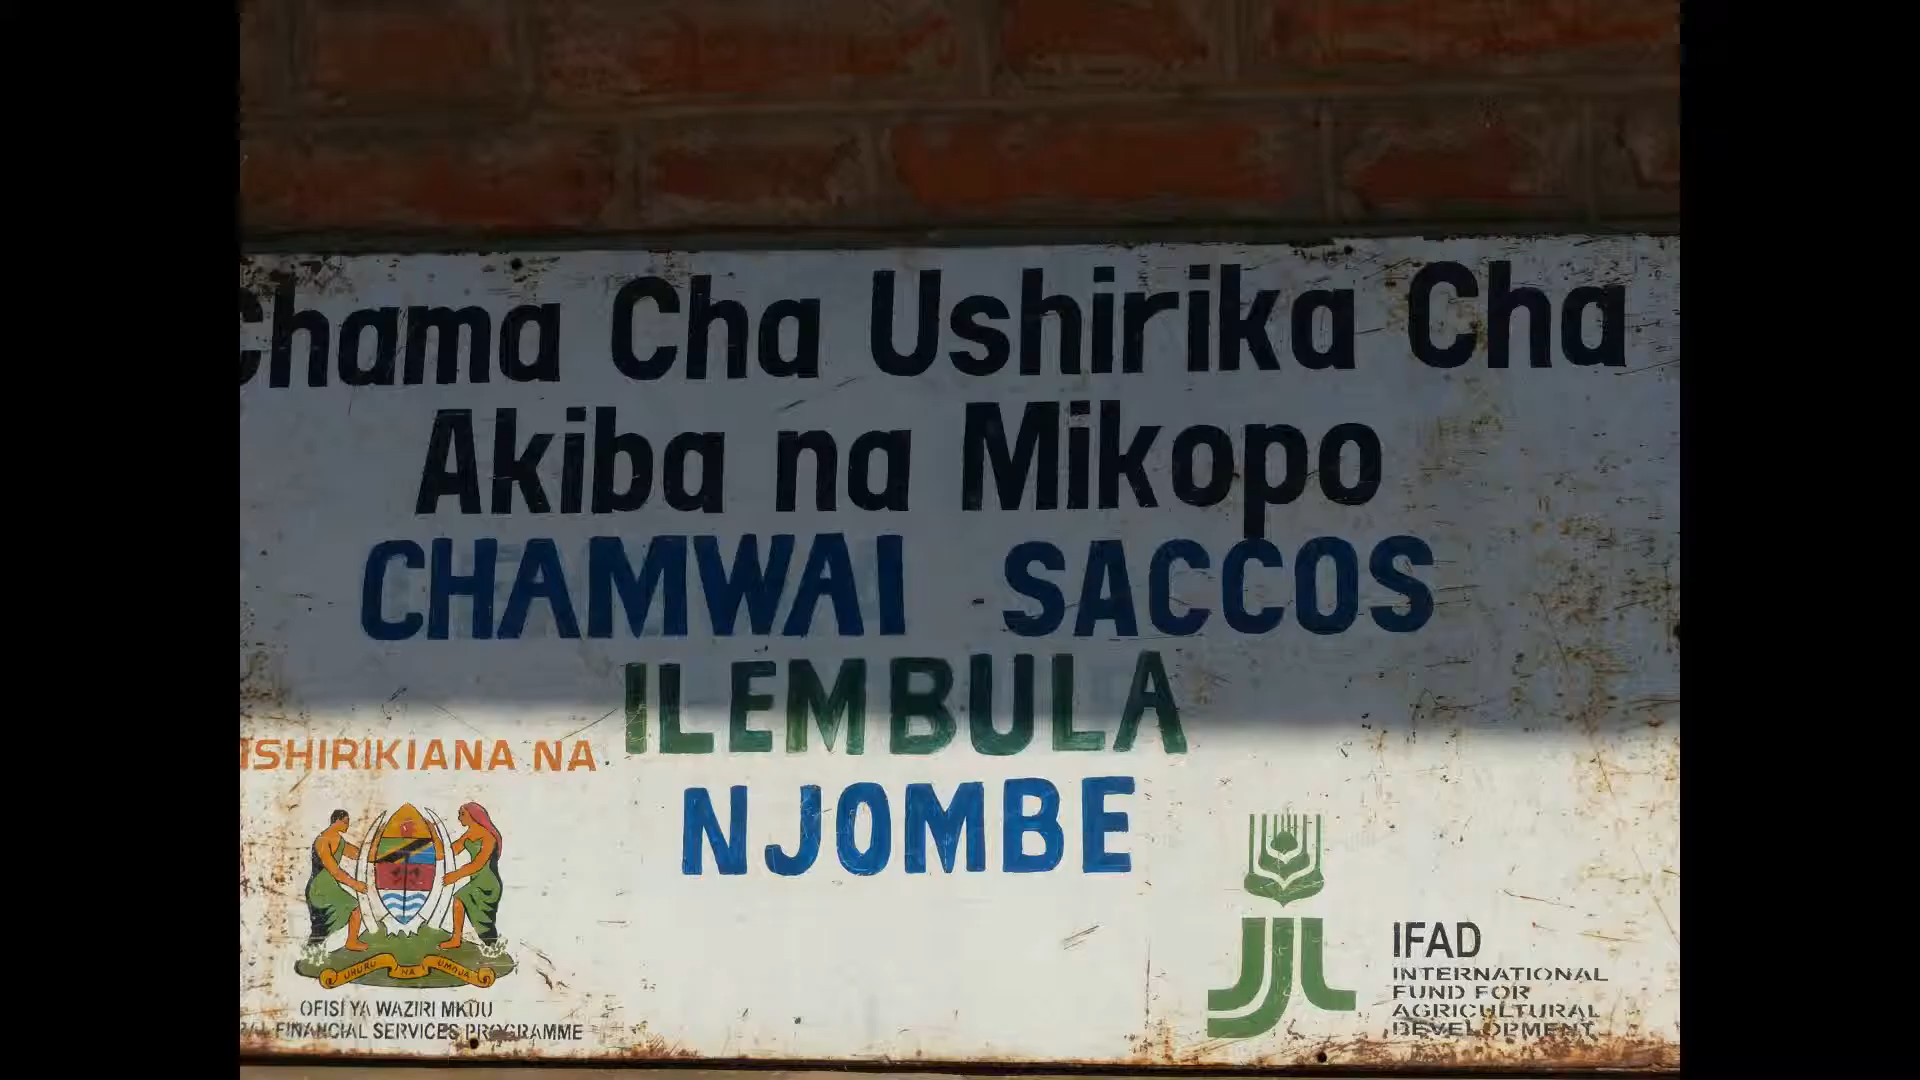 Chama Cha Ushirika Cha
Akiba na Mikopo
CHAMWAI SACCOS
ILEMBULA
NJOMBE
ISHIRIKIANA NA
UHURU NA UMOJA
OFISI YA WAZIRI MKUU
FINANCIAL SERVICES PROGRAMME
IFAD
INTERNATIONAL
FUND FOR
AGRICULTURAL
DEVELOPMENT